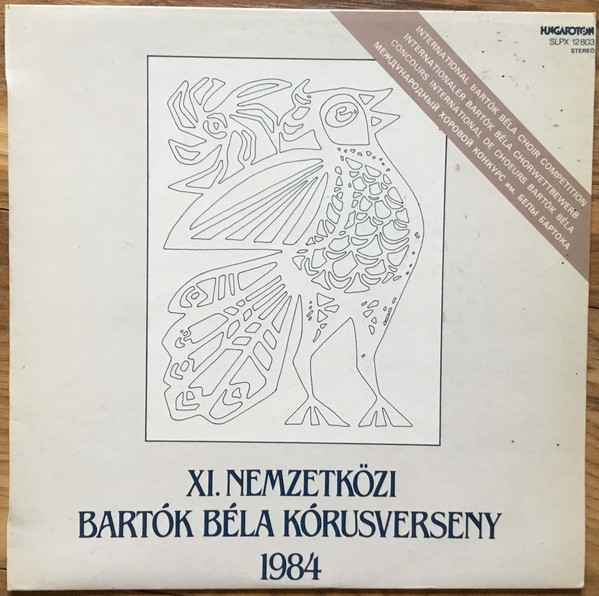 HUNGAROTON
SLPX 12803
STEREO
INTERNATIONAL BARTÓK BÉLA CHOIR COMPETITION
INTERNATIONALER BARTÓK BÉLA CHORWETTBEWERB
CONCOURS INTERNATIONAL DE CHOEURS BARTÓK BÉLA
МЕЖДУНАРОДНЫЙ ХОРОВОЙ КОНКУРС им. БЕЛЫ БАРТОКА
XI. NEMZETKÖZI
BARTÓK BÉLA KÓRUSVERSENY
1984